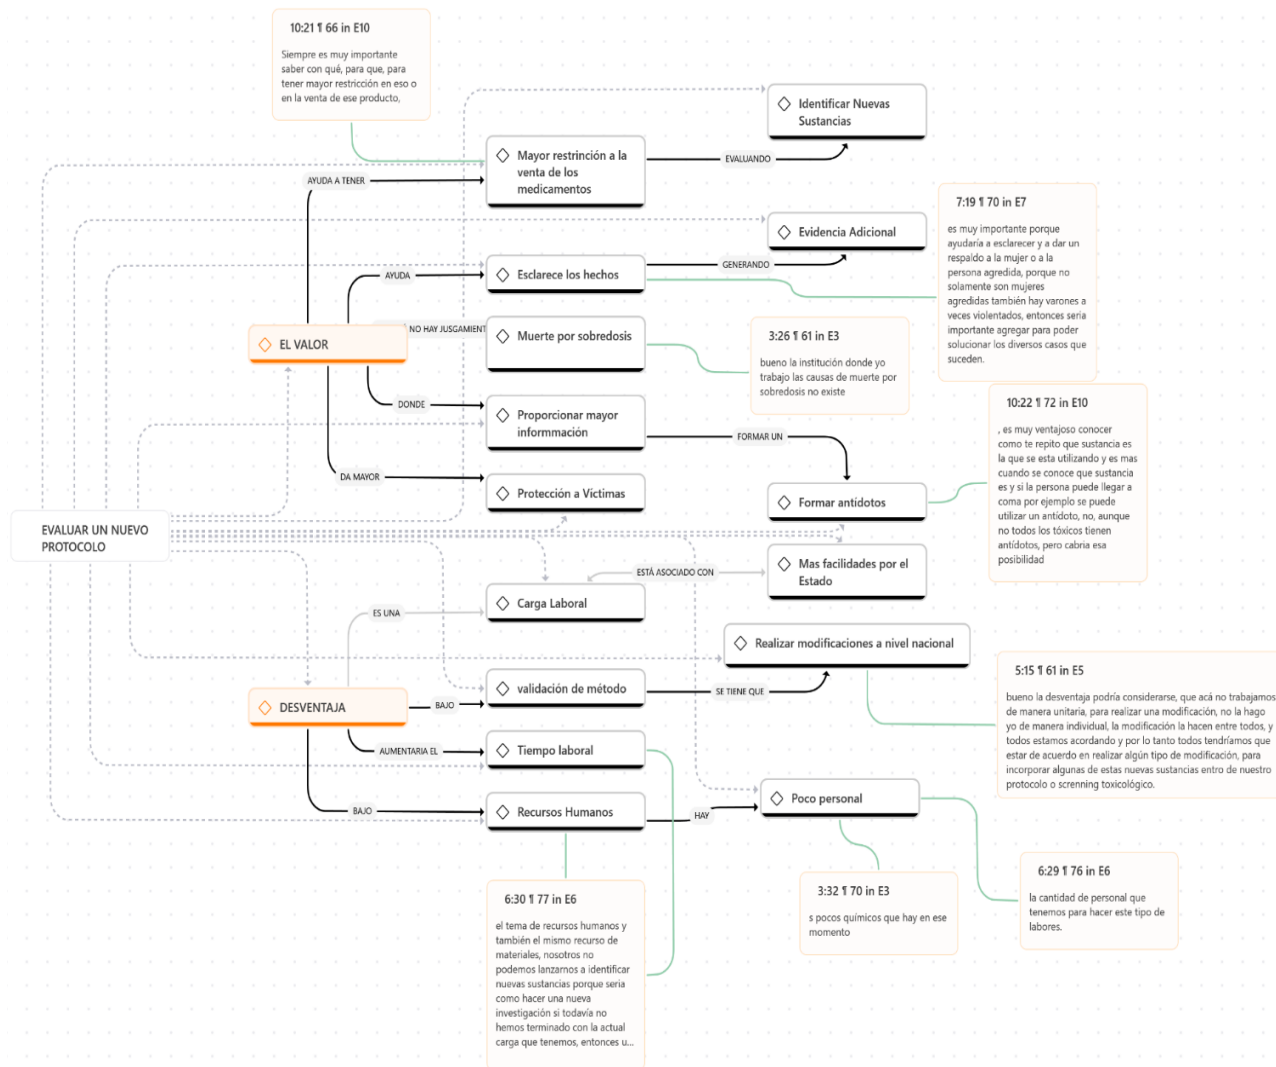 10:21 ¶ 66 in E10
Siempre es muy importante
saber con qué, para que, para
tener mayor restricción en eso o
en la venta de ese producto,
Identificar Nuevas
Sustancias
Mayor restrinción a la
venta de los
medicamentos
EVALUANDO
AYUDA A TENER
7:19 ¶ 70 in E7
es muy importante porque
ayudaría a esclarecer y a dar un
respaldo a la mujer o a la
persona agredida, porque no
solamente son mujeres
agredidas también hay varones a
veces violentados, entonces seria
importante agregar para poder
solucionar los diversos casos que
suceden.
Evidencia Adicional
GENERANDO
Esclarece los hechos
AYUDA
NO HAY JUSGAMIENT
Muerte por sobredosis
EL VALOR
3:26 ¶ 61 in E3
bueno la institución donde yo
trabajo las causas de muerte por
sobredosis no existe
DONDE
Proporcionar mayor
informmación
FORMAR UN
10:22 ¶ 72 in E10
, es muy ventajoso conocer
como te repito que sustancia es
la que se esta utilizando y es mas
cuando se conoce que sustancia
es y si la persona puede llegar a
coma por ejemplo se puede
utilizar un antídoto, no, aunque
no todos los tóxicos tienen
antídotos, pero cabria esa
posibilidad
DA MAYOR
Protección a Víctimas
Formar antídotos
EVALUAR UN NUEVO
PROTOCOLO
Mas facilidades por el
Estado
ESTÁ ASOCIADO CON
Carga Laboral
ES UNA
Realizar modificaciones a nivel nacional
validación de método
SE TIENE QUE
DESVENTAJA
BAJO
5:15 ¶ 61 in E5
bueno la desventaja podría considerarse, que acá no trabajamos
de manera unitaria, para realizar una modificación, no la hago
yo de manera individual, la modificación la hacen entre todos, y
todos estamos acordando y por lo tanto todos tendríamos que
estar de acuerdo en realizar algún tipo de modificación, para
incorporar algunas de estas nuevas sustancias entro de nuestro
protocolo o screnning toxicológico.
AUMENTARIA EL
Tiempo laboral
Poco personal
BAJO
Recursos Humanos
HAY
6:30 ¶ 77 in E6
el tema de recursos humanos y
también el mismo recurso de
materiales, nosotros no
podemos lanzarnos a identificar
nuevas sustancias porque seria
como hacer una nueva
investigación si todavía no
hemos terminado con la actual
carga que tenemos, entonces u...
3:32 ¶ 70 in E3
s pocos químicos que hay en ese
momento
6:29 ¶ 76 in E6
la cantidad de personal que
tenemos para hacer este tipo de
labores.